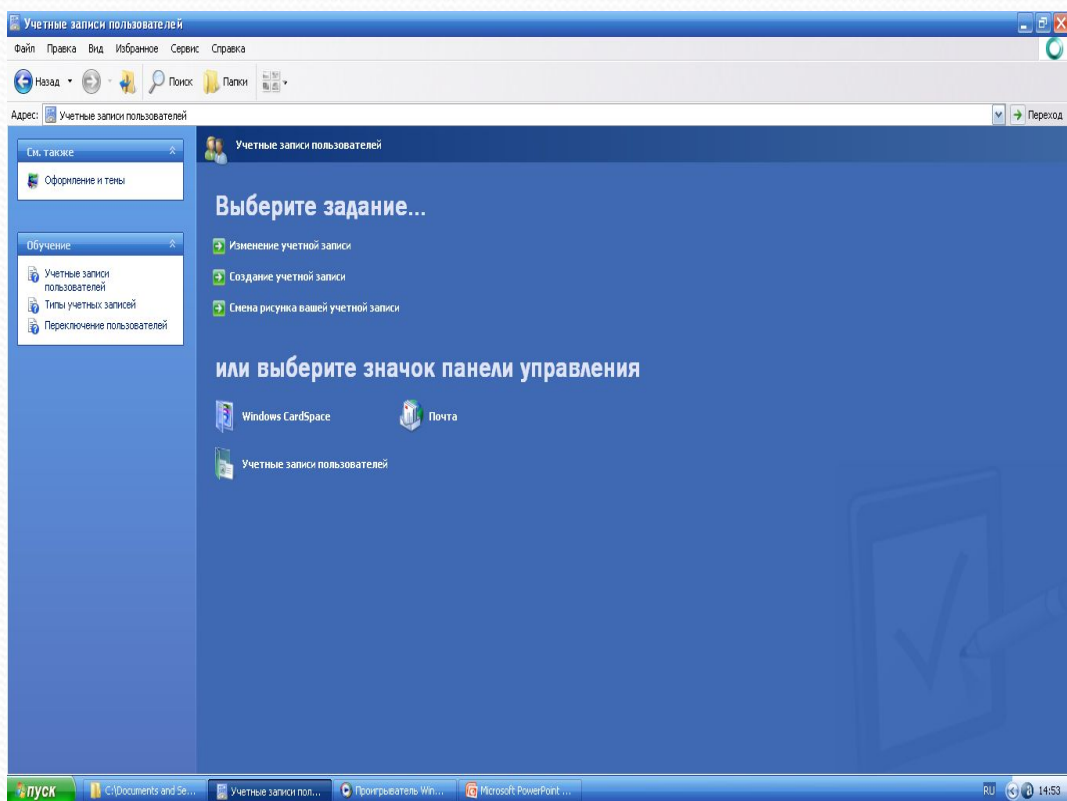 Учетные записи пользователей
Файл Правка Вид Избранное Сервис Справка
Назад Поиск Папки
Адрес: Учетные записи пользователей Переход
См. также
Оформление и темы
Обучение
Учетные записи
пользователей
Типы учетных записей
Переключение пользователей
Учетные записи пользователей
Выберите задание...
Изменение учетной записи
Создание учетной записи
Смена рисунка вашей учетной записи
или выберите значок панели управления
Windows CardSpace Почта
Учетные записи пользователей
пуск C:\Documents and Se... Учетные записи пол... Проигрыватель Win... Microsoft PowerPoint ... RU 14:53